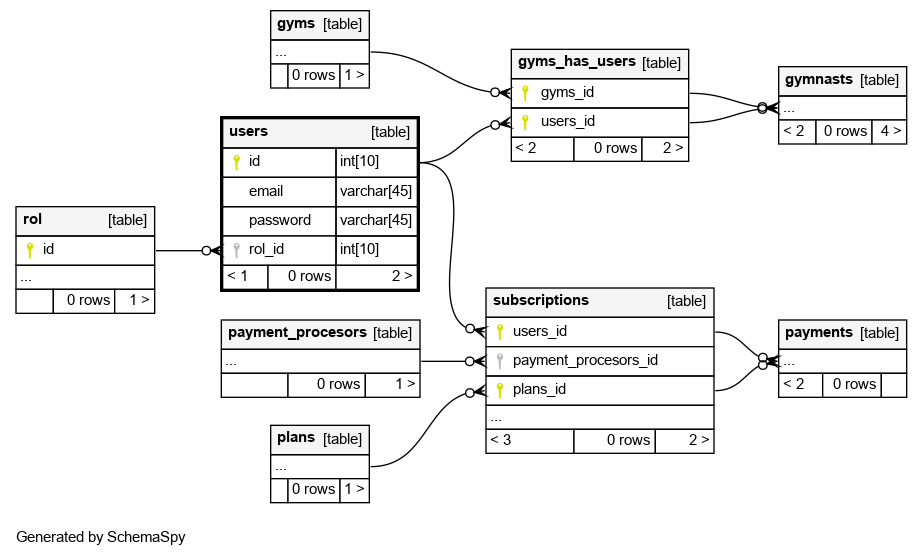 gyms [table]
...
0 rows 1 >
gyms_has_users [table]
gyms_id
users_id
< 2 0 rows 2 >
gymnasts [table]
...
< 2 0 rows 4 >
users [table]
id int[10]
email varchar[45]
password varchar[45]
rol_id int[10]
< 1 0 rows 2 >
rol [table]
id
...
0 rows 1 >
subscriptions [table]
users_id
payment_procesors_id
plans_id
...
< 3 0 rows 2 >
payment_procesors [table]
...
0 rows 1 >
payments [table]
...
< 2 0 rows
plans [table]
...
0 rows 1 >
Generated by SchemaSpy